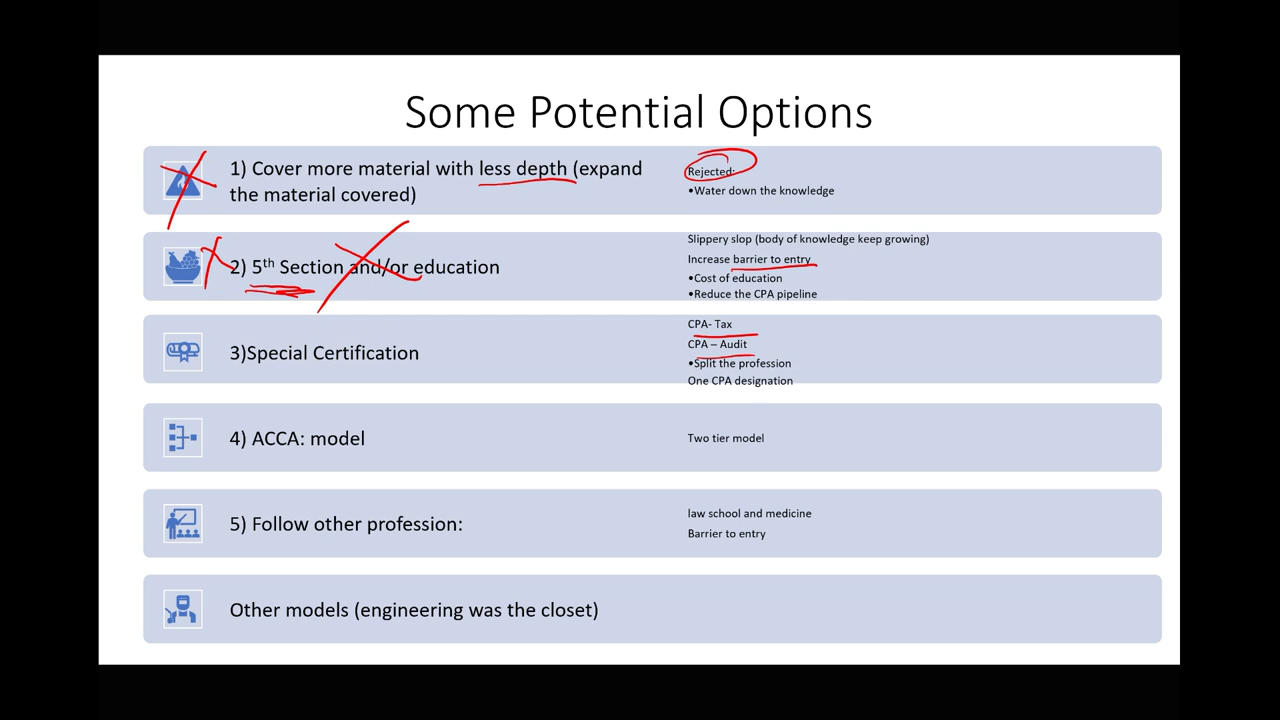 Some Potential Options
1) Cover more material with less depth (expand
the material covered)
Rejected:
•Water down the knowledge
2) 5th Section and/or education
Slippery slop (body of knowledge keep growing)
Increase barrier to entry
•Cost of education
•Reduce the CPA pipeline
3)Special Certification
CPA- Tax
CPA – Audit
•Split the profession
One CPA designation
4) ACCA: model
Two tier model
5) Follow other profession:
law school and medicine
Barrier to entry
Other models (engineering was the closet)